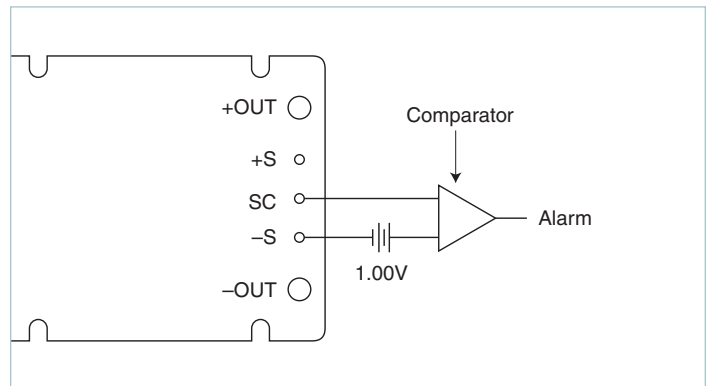 +OUT
Comparator
+S
SC
Alarm
–S
1.00V
–OUT